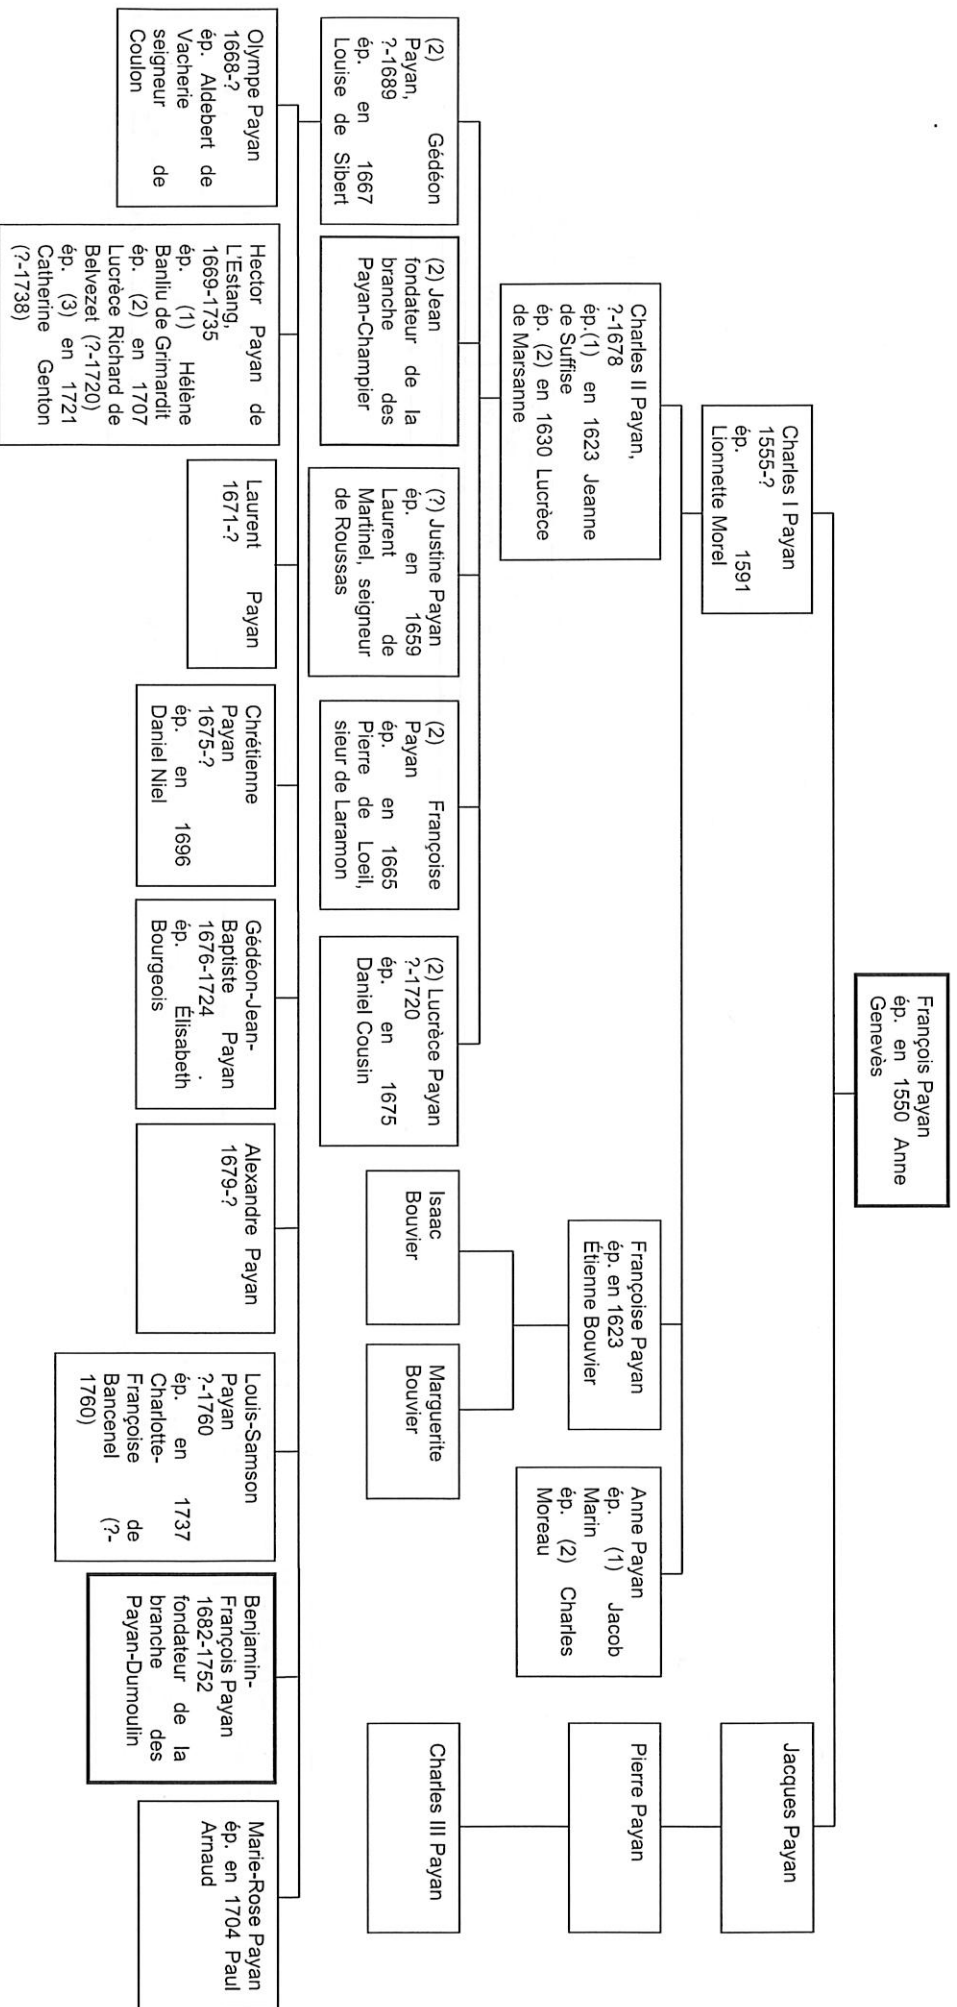 François Payan
ép. en 1550 Anne
Genevès
Charles I Payan
1555-?
ép. 1591
Lionnette Morel
Jacques Payan
Charles II Payan,
?-1678
ép.(1) en 1623 Jeanne
de Suffise
ép. (2) en 1630 Lucrèce
de Marsanne
Françoise Payan
ép. en 1623
Étienne Bouvier
Anne Payan
ép. (1) Jacob
Marin
ép. (2) Charles
Moreau
Pierre Payan
(2) Gédéon
Payan,
?-1689
ép. en 1667
Louise de Sibert
(2) Jean
fondateur de la
branche des
Payan-Champier
(?) Justine Payan
ép. en 1659
Laurent de
Martinel, seigneur
de Roussas
(2) Françoise
Payan
ép. en 1665
Pierre de Loeil,
sieur de Laramon
(2) Lucrèce Payan
?-1720
ép. en 1675
Daniel Cousin
Isaac
Bouvier
Marguerite
Bouvier
Charles III Payan
Olympe Payan
1668-?
ép. Aldebert de
Vacherie
seigneur de
Coulon
Hector Payan de
L'Estang,
1669-1735
ép. (1) Hélène
Banliu de Grimardit
ép. (2) en 1707
Lucrèce Richard de
Belvezet (?-1720)
ép. (3) en 1721
Catherine Genton
(?-1738)
Laurent Payan
1671-?
Chrétienne
Payan
1675-?
ép. en 1696
Daniel Niel
Gédéon-Jean-
Baptiste Payan
1676-1724
ép. Élisabeth
Bourgeois
Alexandre Payan
1679-?
Louis-Samson
Payan
?-1760
ép. en 1737
Charlotte-
Françoise de
Bancenel (?-
1760)
Benjamin-
François Payan
1682-1752
fondateur de la
branche des
Payan-Dumoulin
Marie-Rose Payan
ép. en 1704 Paul
Arnaud